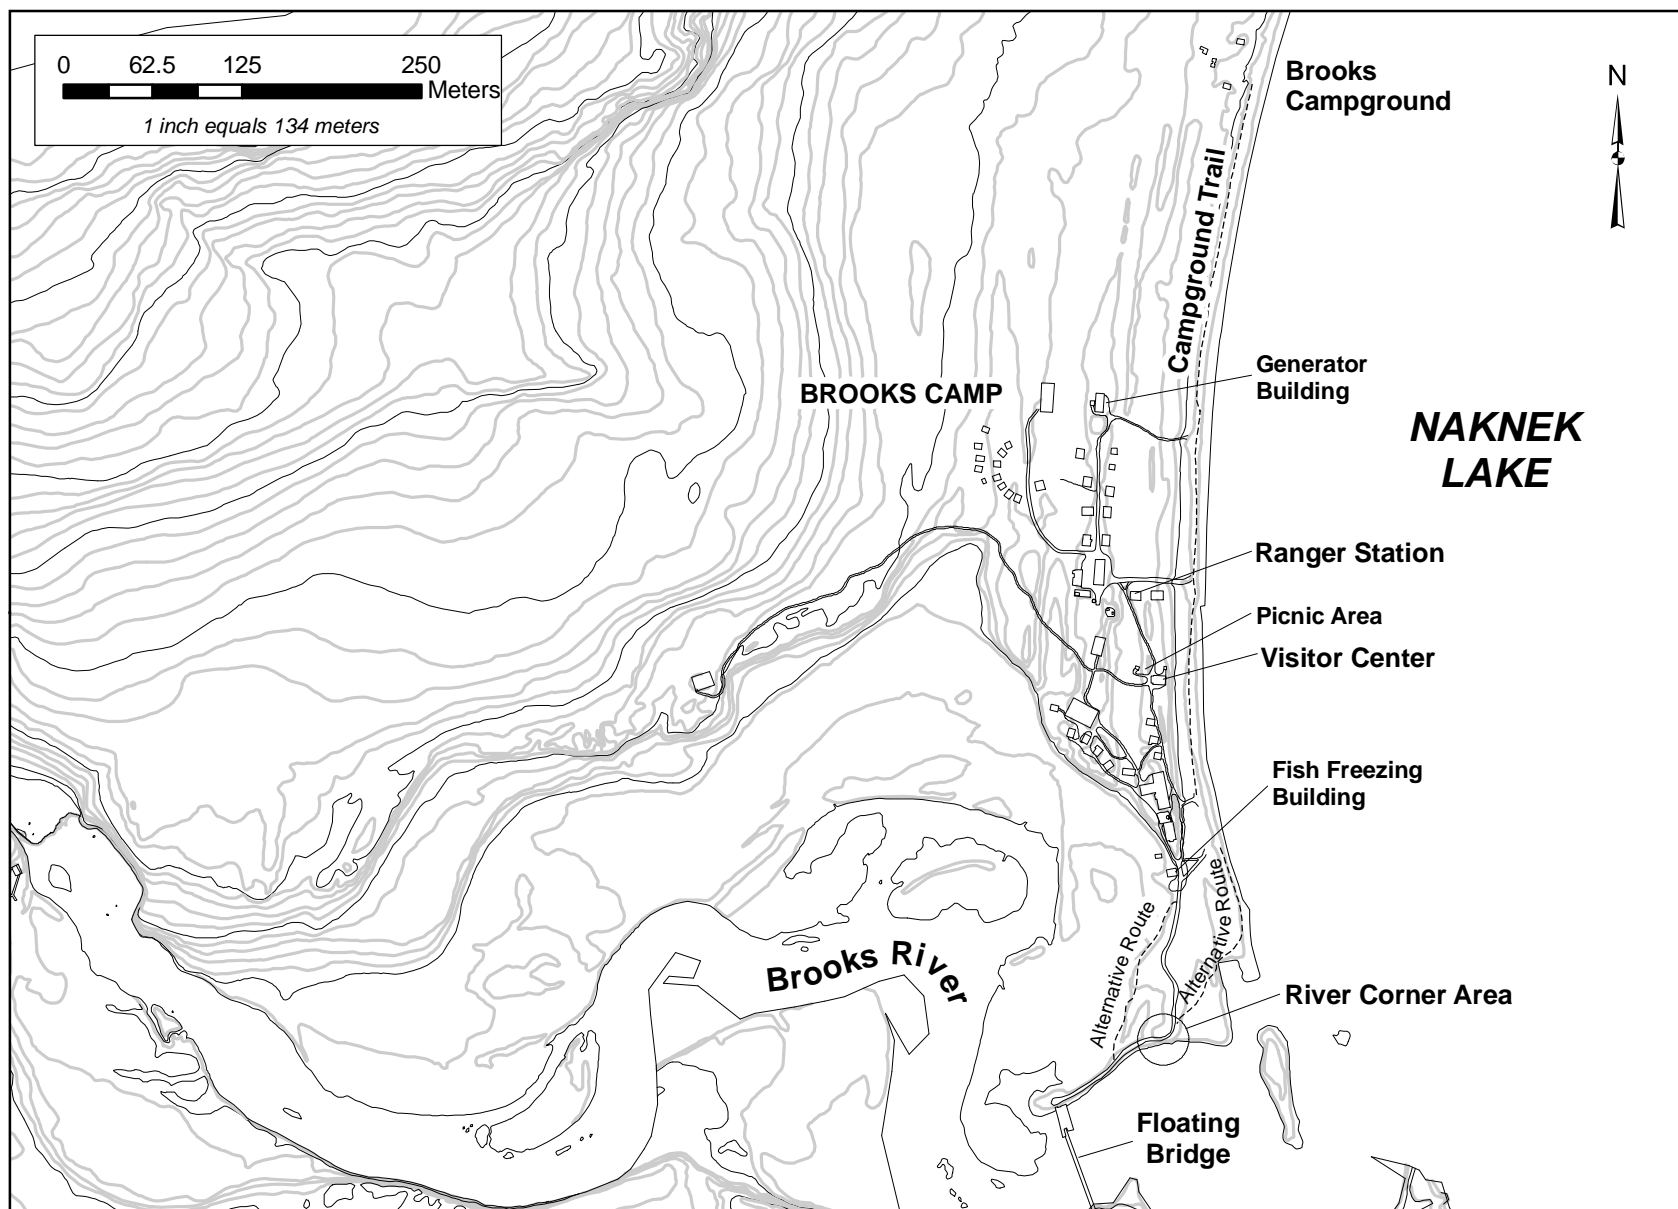 0 62.5 125 250
Meters
1 inch equals 134 meters
Brooks
Campground
N
Campground Trail
Generator
Building
BROOKS CAMP
NAKNEK
LAKE
Ranger Station
Picnic Area
Visitor Center
Fish Freezing
Building
Alternative Route
Alternative Route
Brooks River
River Corner Area
Floating
Bridge